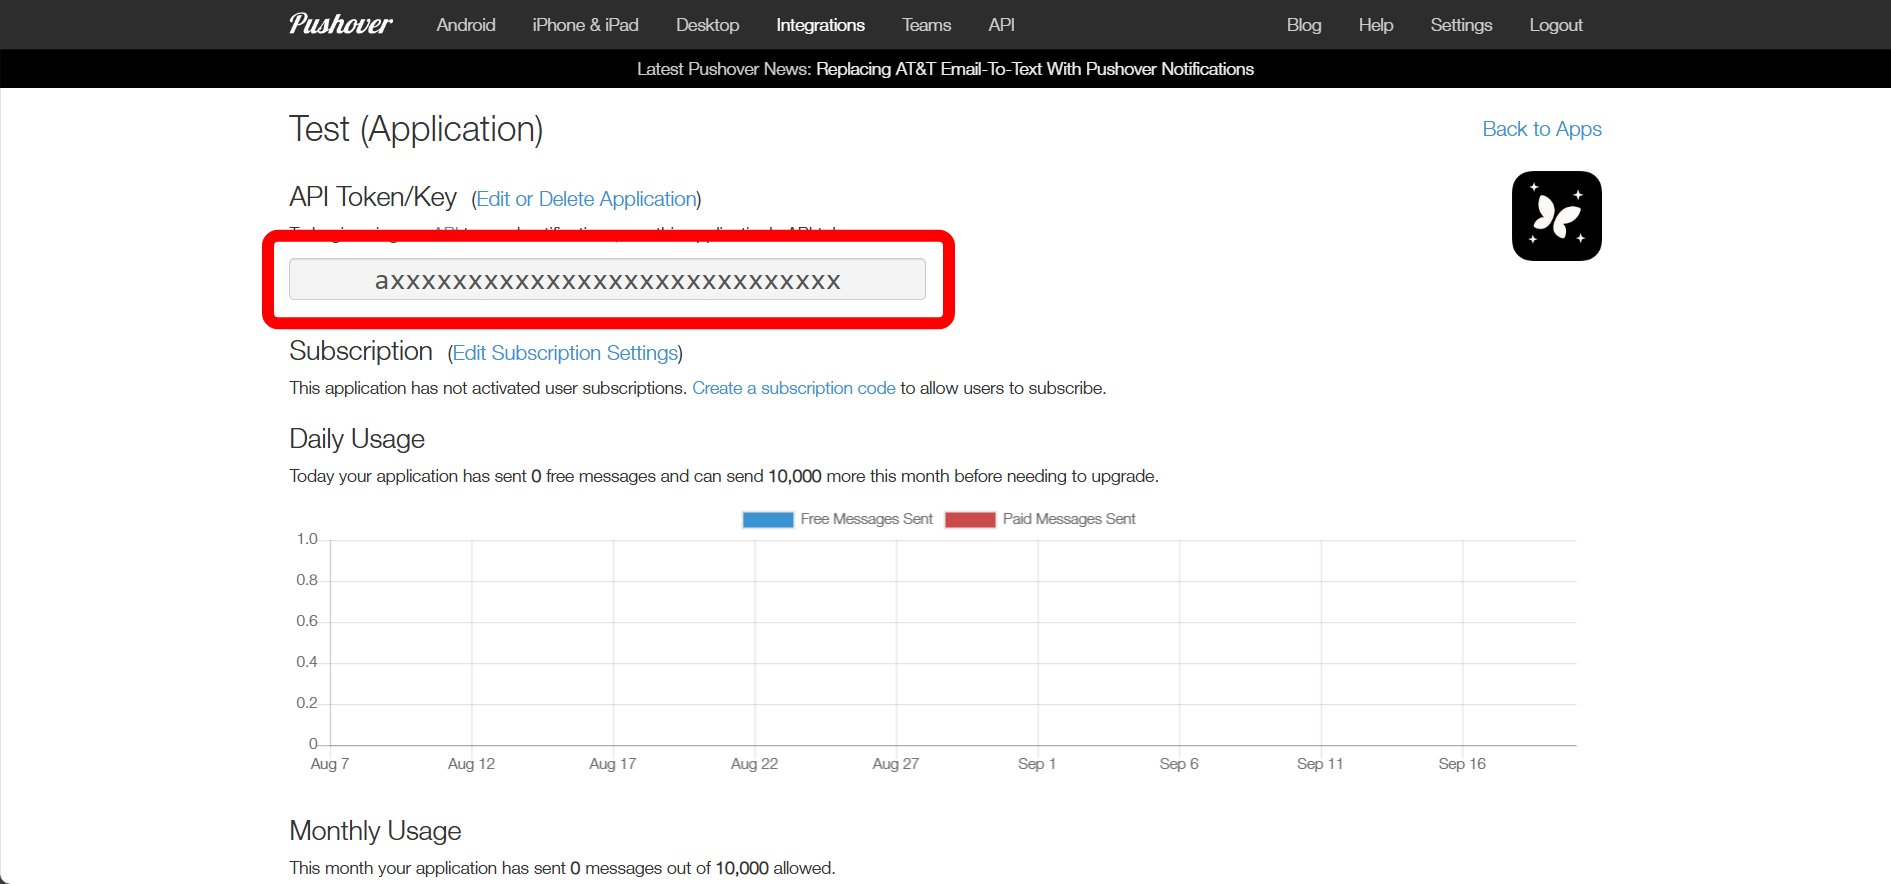 Pushover Android iPhone & iPad Desktop Integrations Teams API Blog Help Settings Logout
Latest Pushover News: Replacing AT&T Email-To-Text With Pushover Notifications
Test (Application) Back to Apps
API Token/Key (Edit or Delete Application)
axxxxxxxxxxxxxxxxxxxxxxxxxxxxx
Subscription (Edit Subscription Settings)
This application has not activated user subscriptions. Create a subscription code to allow users to subscribe.
Daily Usage
Today your application has sent 0 free messages and can send 10,000 more this month before needing to upgrade.
Free Messages Sent Paid Messages Sent
1.0
0.8
0.6
0.4
0.2
0
Aug 7 Aug 12 Aug 17 Aug 22 Aug 27 Sep 1 Sep 6 Sep 11 Sep 16
Monthly Usage
This month your application has sent 0 messages out of 10,000 allowed.